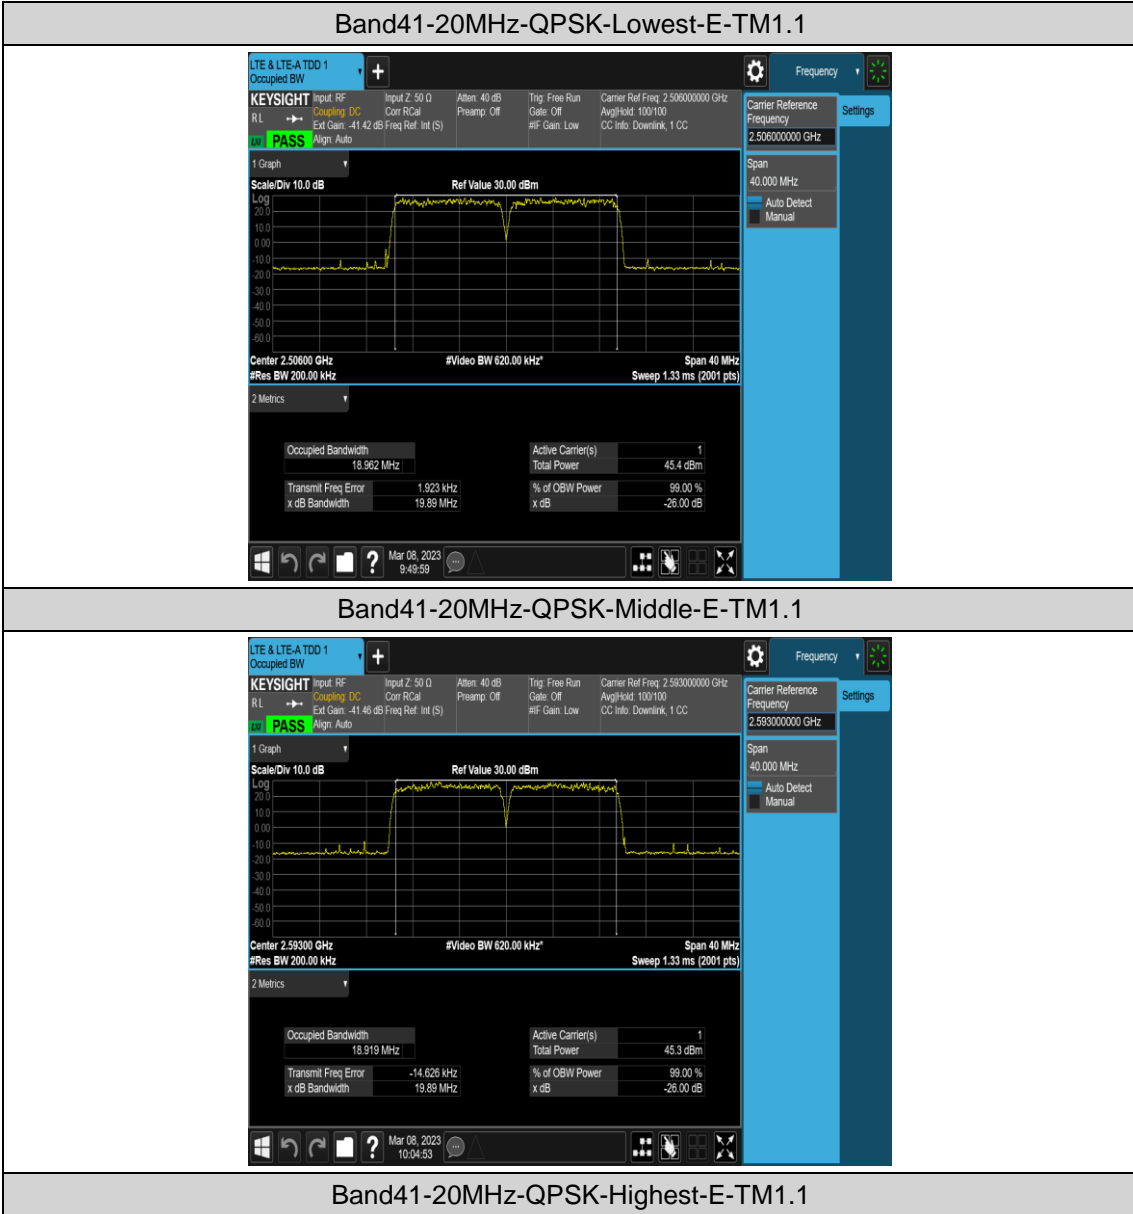 Band41-20MHz-QPSK-Lowest-E-TM1.1
LTE & LTE-A TDD 1
Occupied BW
Frequency
KEYSIGHT Input: RF Input Z: 50 Ω Atten: 40 dB Trig: Free Run Carrier Ref Freq: 2.506000000 GHz
RL Coupling: DC Corr RCal Preamp: Off Gate: Off Avg|Hold: 100/100
Ext Gain: -41.42 dB Freq Ref: Int (S) #IF Gain: Low CC Info: Downlink, 1 CC
LXI PASS Align: Auto
Carrier Reference
Frequency
2.506000000 GHz
Settings
Span
40.000 MHz
Auto Detect
Manual
1 Graph
Scale/Div 10.0 dB Ref Value 30.00 dBm
Log
20.0
10.0
0.00
-10.0
-20.0
-30.0
-40.0
-50.0
-60.0
Center 2.50600 GHz #Video BW 620.00 kHz* Span 40 MHz
#Res BW 200.00 kHz Sweep 1.33 ms (2001 pts)
2 Metrics
Occupied Bandwidth Active Carrier(s) 1
18.962 MHz Total Power 45.4 dBm
Transmit Freq Error 1.923 kHz % of OBW Power 99.00 %
x dB Bandwidth 19.89 MHz x dB -26.00 dB
? Mar 08, 2023
9:49:59
Band41-20MHz-QPSK-Middle-E-TM1.1
LTE & LTE-A TDD 1
Occupied BW
Frequency
KEYSIGHT Input: RF Input Z: 50 Ω Atten: 40 dB Trig: Free Run Carrier Ref Freq: 2.593000000 GHz
RL Coupling: DC Corr RCal Preamp: Off Gate: Off Avg|Hold: 100/100
Ext Gain: -41.46 dB Freq Ref: Int (S) #IF Gain: Low CC Info: Downlink, 1 CC
LXI PASS Align: Auto
Carrier Reference
Frequency
2.593000000 GHz
Settings
Span
40.000 MHz
Auto Detect
Manual
1 Graph
Scale/Div 10.0 dB Ref Value 30.00 dBm
Log
20.0
10.0
0.00
-10.0
-20.0
-30.0
-40.0
-50.0
-60.0
Center 2.59300 GHz #Video BW 620.00 kHz* Span 40 MHz
#Res BW 200.00 kHz Sweep 1.33 ms (2001 pts)
2 Metrics
Occupied Bandwidth Active Carrier(s) 1
18.919 MHz Total Power 45.3 dBm
Transmit Freq Error -14.626 kHz % of OBW Power 99.00 %
x dB Bandwidth 19.89 MHz x dB -26.00 dB
? Mar 08, 2023
10:04:53
Band41-20MHz-QPSK-Highest-E-TM1.1